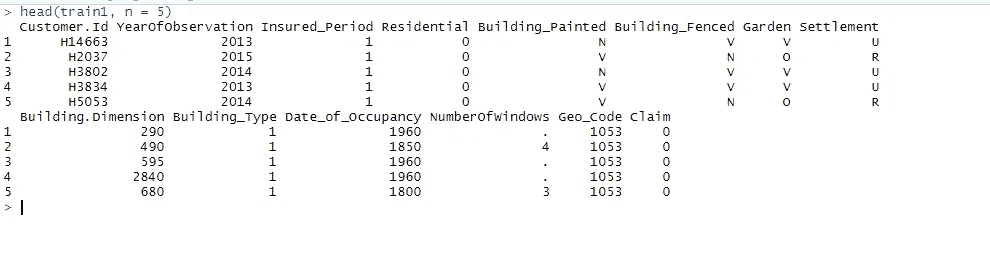 > head(train1, n = 5)
Customer.Id YearOfObservation Insured_Period Residential Building_Painted Building_Fenced Garden Settlement
1 H14663 2013 1 0 N V V U
2 H2037 2015 1 0 V N O R
3 H3802 2014 1 0 N V V U
4 H3834 2013 1 0 V V V U
5 H5053 2014 1 0 V N O R
Building.Dimension Building_Type Date_of_Occupancy NumberOfWindows Geo_Code Claim
1 290 1 1960 . 1053 0
2 490 1 1850 4 1053 0
3 595 1 1960 . 1053 0
4 2840 1 1960 . 1053 0
5 680 1 1800 3 1053 0
>